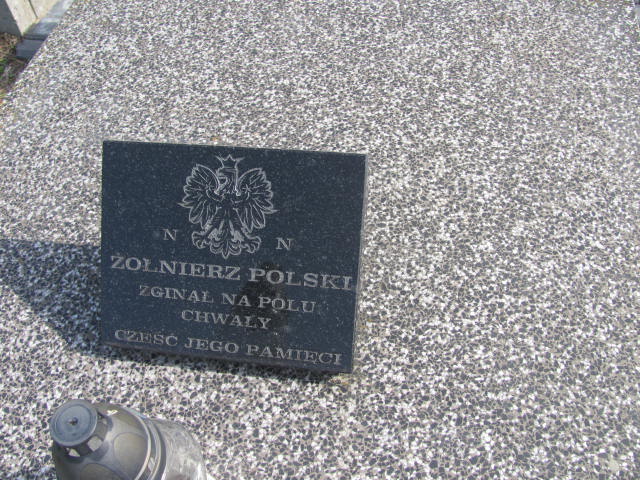 N N
ŻOŁNIERZ POLSKI
ZGINĄŁ NA POLU
CHWAŁY
CZEŚĆ JEGO PAMIĘCI